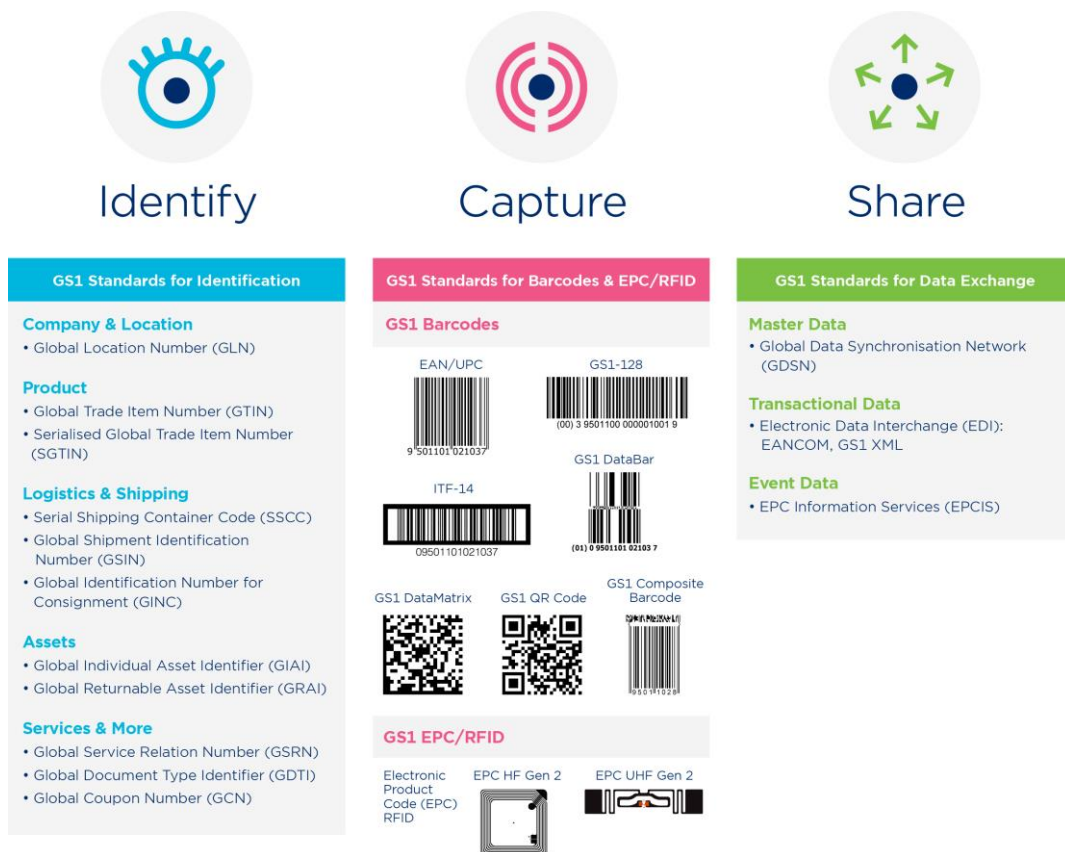 Identify
Capture
Share
GS1 Standards for Identification
Company & Location
• Global Location Number (GLN)
Product
• Global Trade Item Number (GTIN)
• Serialised Global Trade Item Number
(SGTIN)
Logistics & Shipping
• Serial Shipping Container Code (SSCC)
• Global Shipment Identification
Number (GSIN)
• Global Identification Number for
Consignment (GINC)
Assets
• Global Individual Asset Identifier (GIAI)
• Global Returnable Asset Identifier (GRAI)
Services & More
• Global Service Relation Number (GSRN)
• Global Document Type Identifier (GDTI)
• Global Coupon Number (GCN)
GS1 Standards for Barcodes & EPC/RFID
GS1 Barcodes
EAN/UPC
9 501101 021037
GS1-128
(00) 3 9501100 000001001 9
ITF-14
09501101021037
GS1 DataBar
(01) 0 9501101 02103 7
GS1 DataMatrix
GS1 QR Code
GS1 Composite
Barcode
9501 1028
GS1 EPC/RFID
Electronic
Product
Code (EPC)
RFID
EPC HF Gen 2
EPC UHF Gen 2
GS1 Standards for Data Exchange
Master Data
• Global Data Synchronisation Network
(GDSN)
Transactional Data
• Electronic Data Interchange (EDI):
EANCOM, GS1 XML
Event Data
• EPC Information Services (EPCIS)